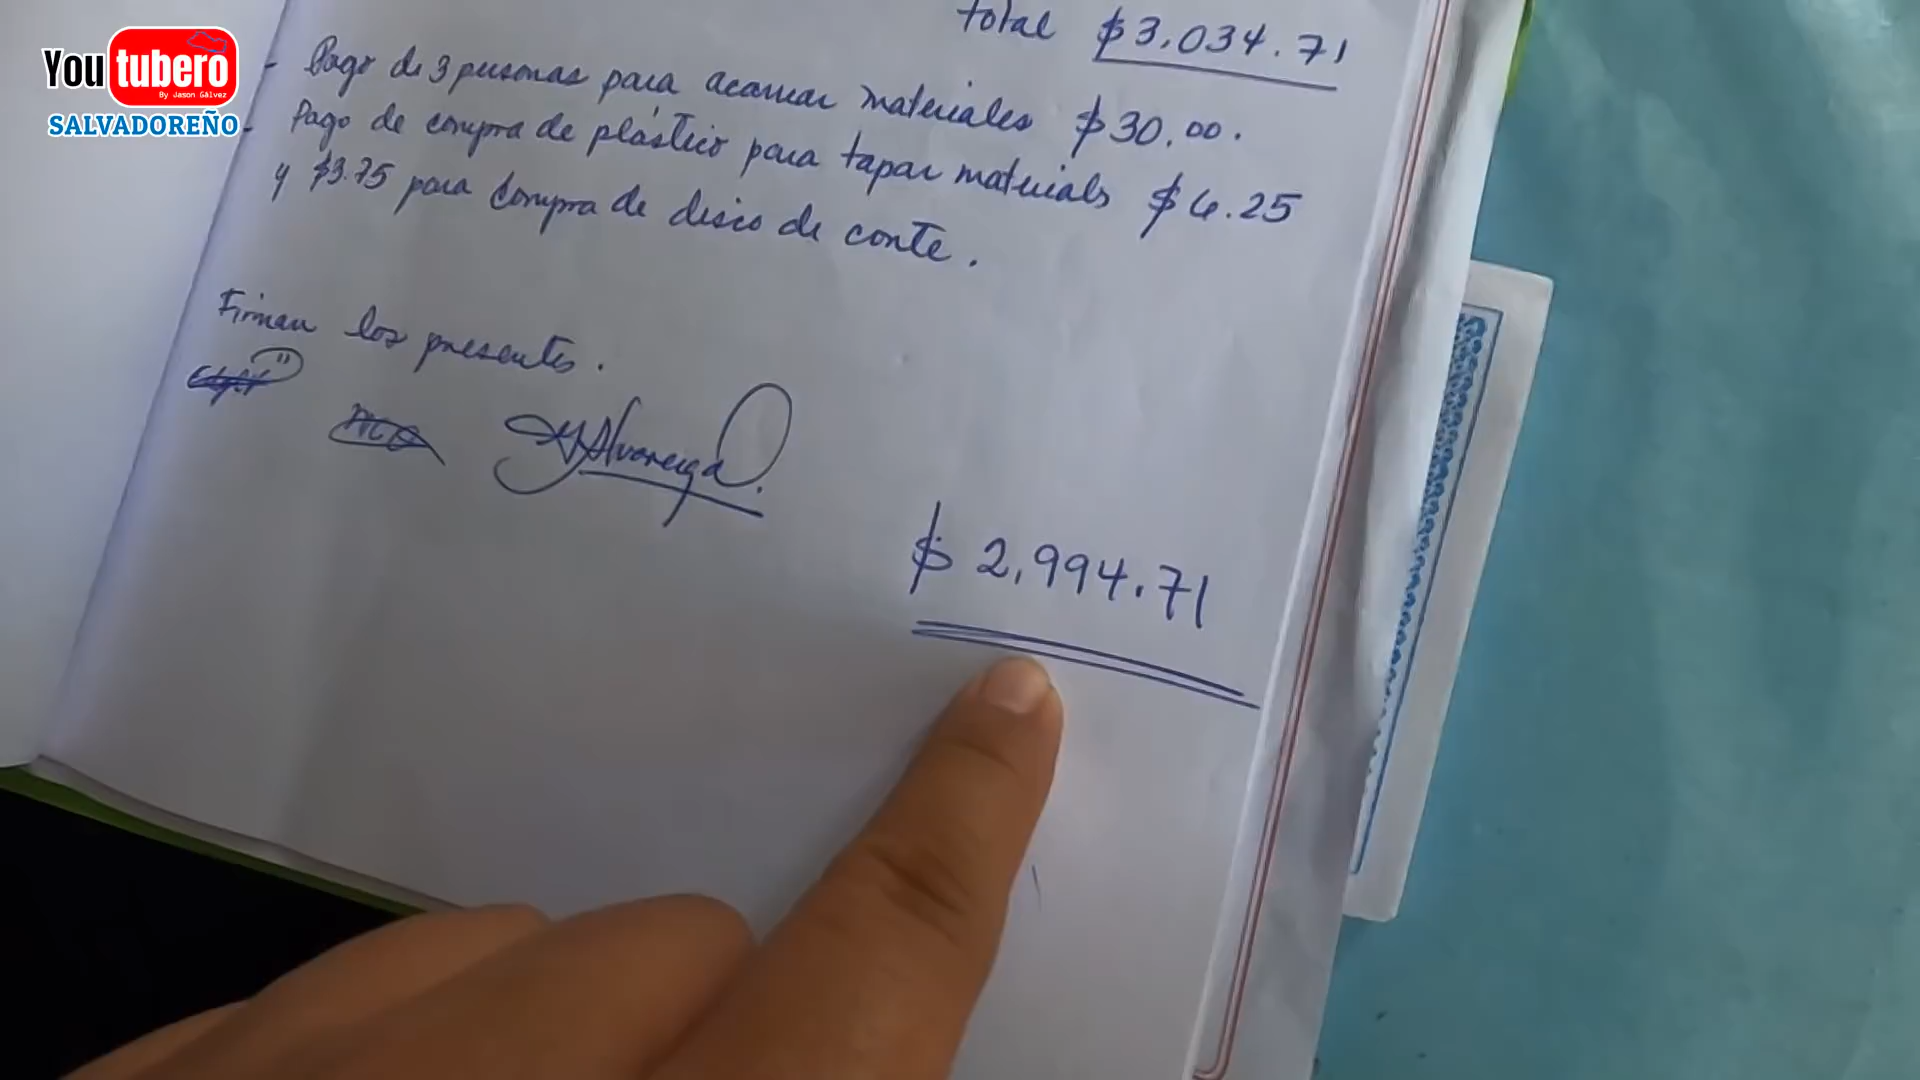 You tubero
By Jason Gálvez
SALVADOREÑO
total $3,034.71
- Pago de 3 personas para acarrear materiales $30.00.
- Pago de compra de plástico para tapar materials $6.25
y $3.75 para compra de disco de corte.
Firman los presentes.
Alvarenga
$ 2,994.71